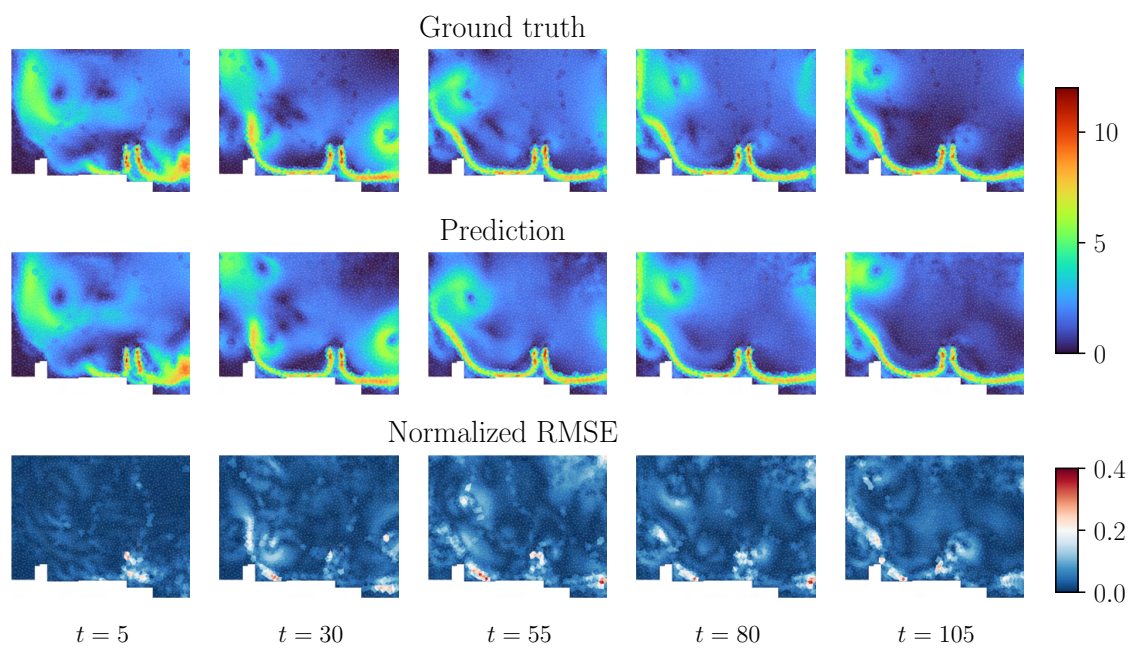 Ground truth
10
5
0
Prediction
Normalized RMSE
0.4
0.2
0.0
t = 5
t = 30
t = 55
t = 80
t = 105